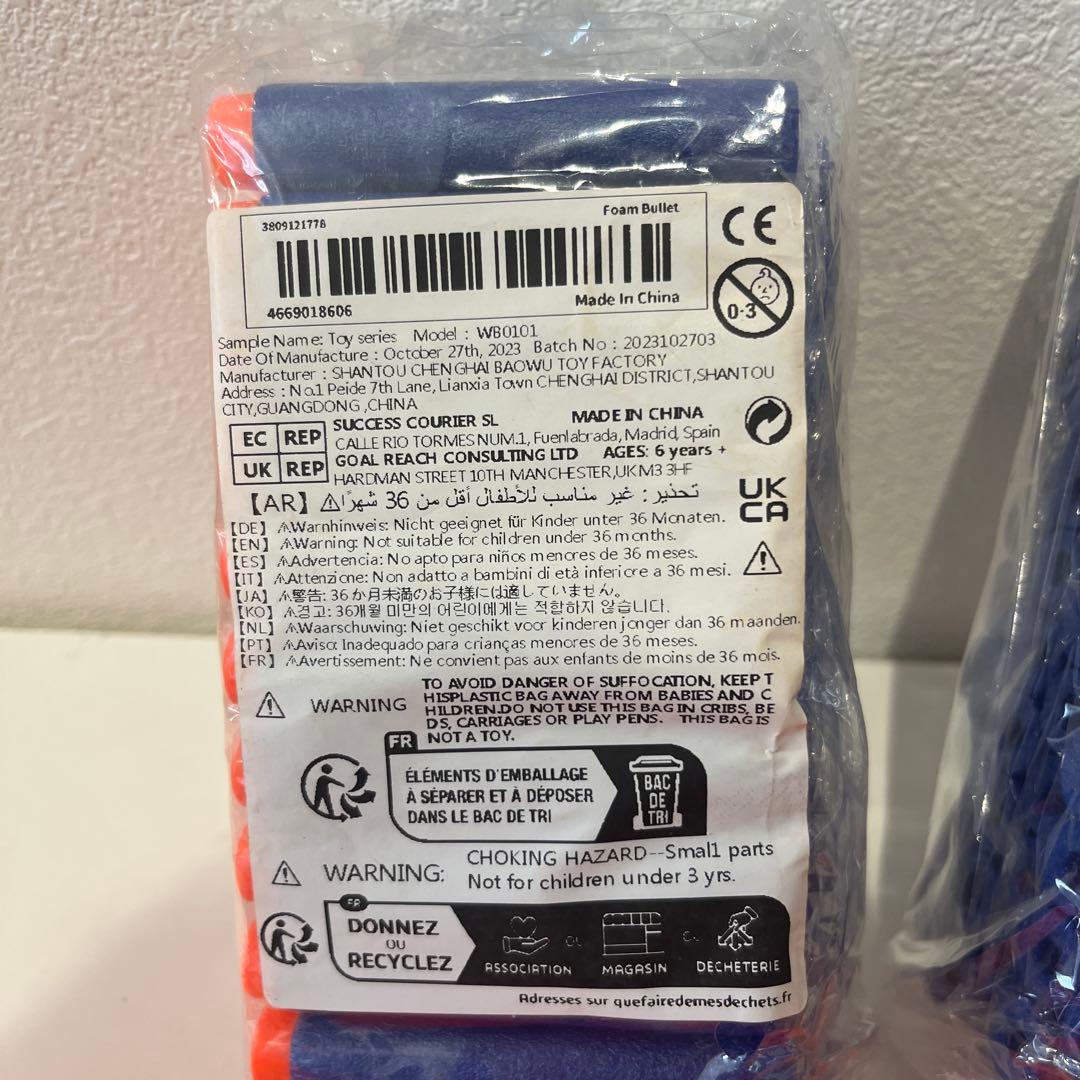 3809121778
Foam Bullet
4669018606
Made In China
CE
0-3
Sample Name: Toy series Model : WB0101
Date Of Manufacture : October 27th, 2023 Batch No : 2023102703
Manufacturer : SHANTOU CHENGHAI BAOWU TOY FACTORY
Address : No.1 Peide 7th Lane, Lianxia Town CHENGHAI DISTRICT,SHANTOU
CITY,GUANGDONG ,CHINA
EC REP
SUCCESS COURIER SL MADE IN CHINA
CALLE RIO TORMES NUM.1, Fuenlabrada, Madrid, Spain
UK REP
GOAL REACH CONSULTING LTD AGES: 6 years +
HARDMAN STREET 10TH MANCHESTER,UK M3 3HF
UK
CA
【AR】⚠تحذير : غير مناسب للأطفال أقل من 36 شهرًا
【DE】⚠Warnhinweis: Nicht geeignet für Kinder unter 36 Monaten.
【EN】⚠Warning: Not suitable for children under 36 months.
【ES】⚠Advertencia: No apto para niños menores de 36 meses.
【IT】⚠Attenzione: Non adatto a bambini di età inferiore a 36 mesi.
【JA】⚠警告: 36 か月未満のお子様には適していません。
【KO】⚠경고: 36개월 미만의 어린이에게는 적합하지 않습니다.
【NL】⚠Waarschuwing: Niet geschikt voor kinderen jonger dan 36 maanden.
【PT】⚠Aviso: Inadequado para crianças menores de 36 meses.
【FR】⚠Avertissement: Ne convient pas aux enfants de moins de 36 mois.
⚠ WARNING
TO AVOID DANGER OF SUFFOCATION, KEEP T
HISPLASTIC BAG AWAY FROM BABIES AND C
HILDREN.DO NOT USE THIS BAG IN CRIBS, BE
DS, CARRIAGES OR PLAY PENS. THIS BAG IS
NOT A TOY.
FR
ÉLÉMENTS D'EMBALLAGE
À SÉPARER ET À DÉPOSER
DANS LE BAC DE TRI
BAC
DE
TRI
⚠ WARNING:
CHOKING HAZARD--Small parts
Not for children under 3 yrs.
FR
DONNEZ
OU
RECYCLEZ
ASSOCIATION
OU
MAGASIN
OU
DÉCHÈTERIE
Adresses sur quefairedemesdechets.fr